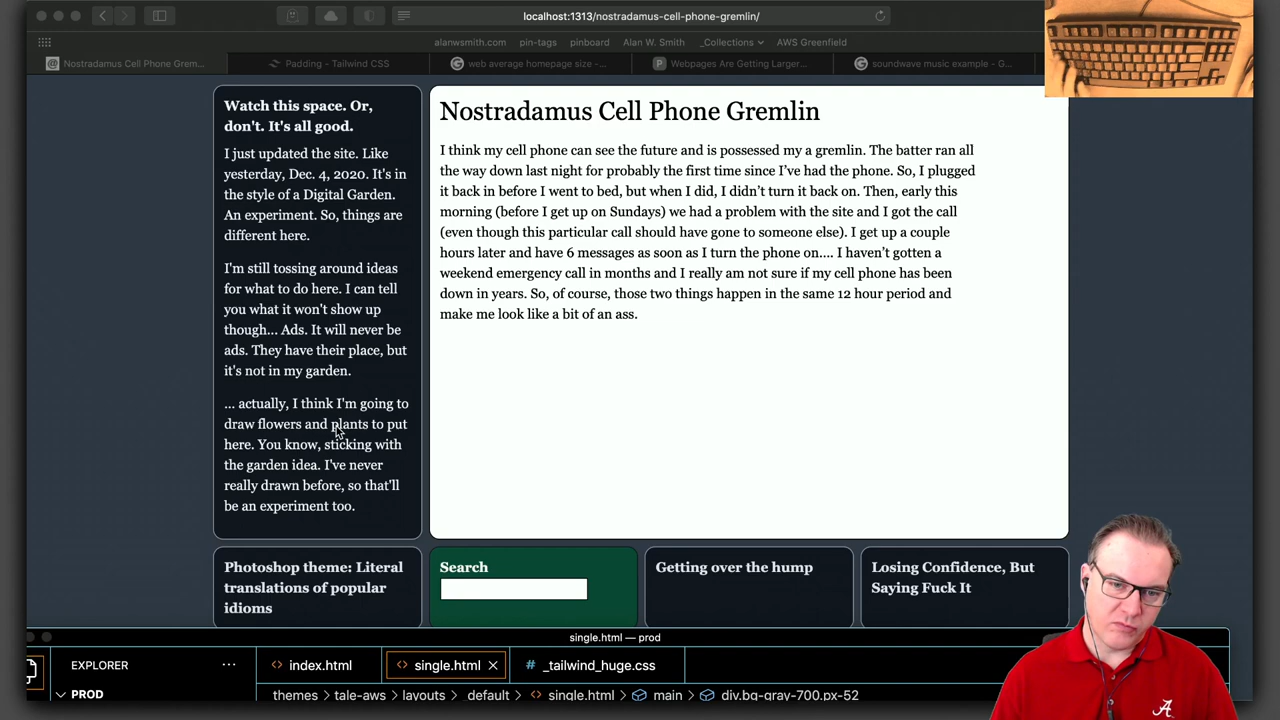 localhost:1313/nostradamus-cell-phone-gremlin/
alanwsmith.com pin-tags pinboard Alan W. Smith _Collections AWS Greenfield
Nostradamus Cell Phone Grem...
Padding - Tailwind CSS
web average homepage size -...
Webpages Are Getting Larger...
soundwave music example - G...
Watch this space. Or,
don't. It's all good.
I just updated the site. Like
yesterday, Dec. 4, 2020. It's in
the style of a Digital Garden.
An experiment. So, things are
different here.
I'm still tossing around ideas
for what to do here. I can tell
you what it won't show up
though... Ads. It will never be
ads. They have their place, but
it's not in my garden.
... actually, I think I'm going to
draw flowers and plants to put
here. You know, sticking with
the garden idea. I've never
really drawn before, so that'll
be an experiment too.
Nostradamus Cell Phone Gremlin
I think my cell phone can see the future and is possessed my a gremlin. The batter ran all
the way down last night for probably the first time since I’ve had the phone. So, I plugged
it back in before I went to bed, but when I did, I didn’t turn it back on. Then, early this
morning (before I get up on Sundays) we had a problem with the site and I got the call
(even though this particular call should have gone to someone else). I get up a couple
hours later and have 6 messages as soon as I turn the phone on.... I haven’t gotten a
weekend emergency call in months and I really am not sure if my cell phone has been
down in years. So, of course, those two things happen in the same 12 hour period and
make me look like a bit of an ass.
Photoshop theme: Literal
translations of popular
idioms
Search
Getting over the hump
Losing Confidence, But
Saying Fuck It
single.html — prod
EXPLORER
index.html
single.html
# _tailwind_huge.css
PROD
themes › tale-aws › layouts › _default › single.html › main › div.bg-gray-700.px-52
A